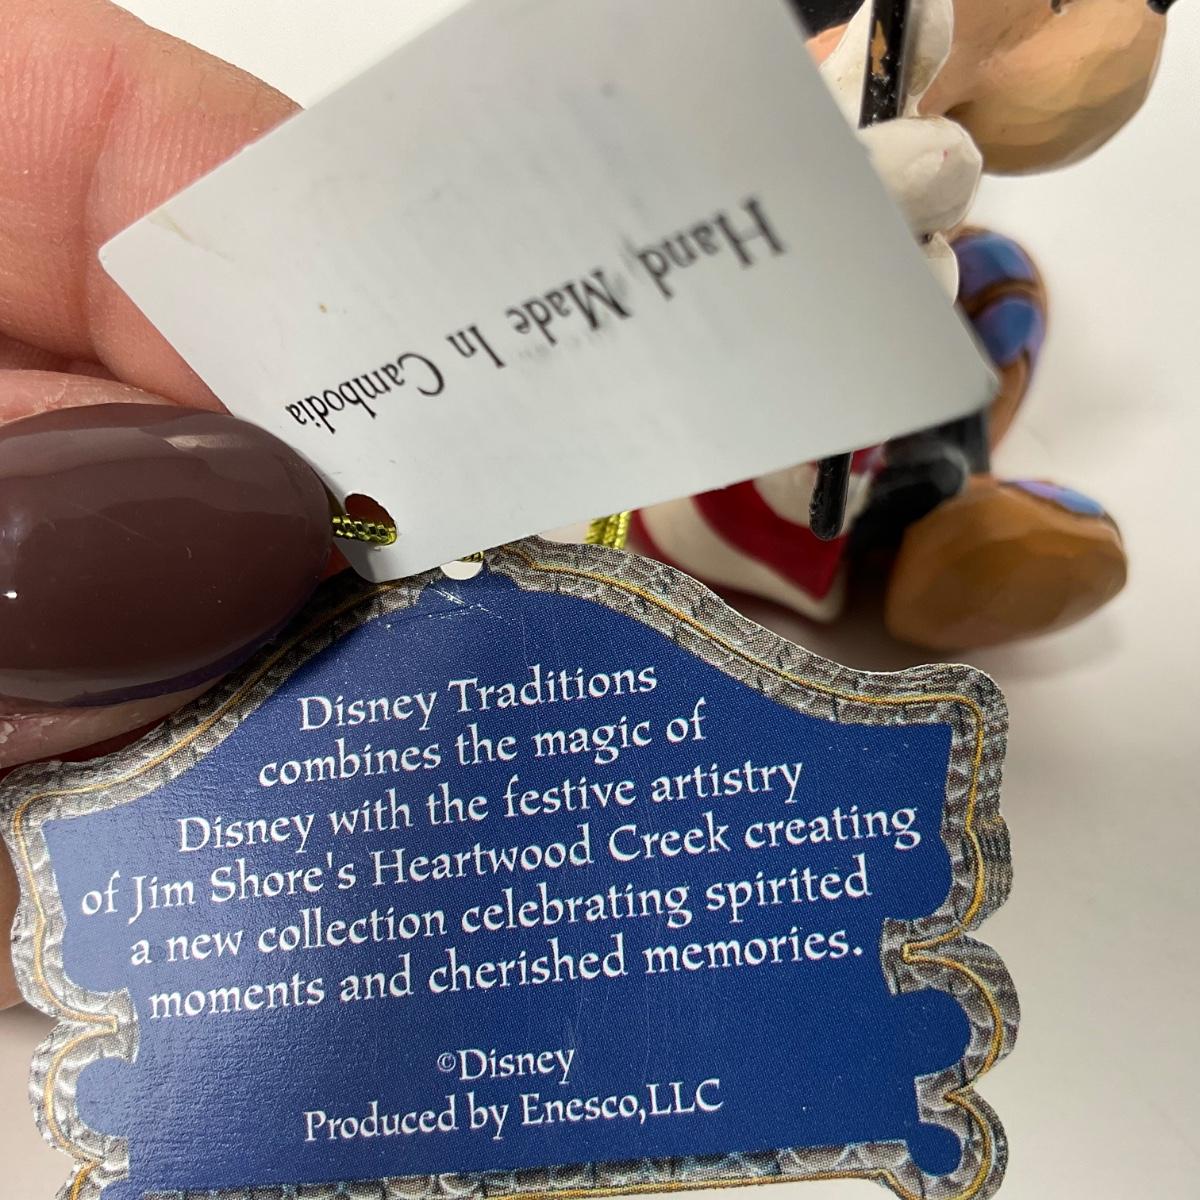 Hand Made In Cambodia
Disney Traditions
combines the magic of
Disney with the festive artistry
of Jim Shore's Heartwood Creek creating
a new collection celebrating spirited
moments and cherished memories.
©Disney
Produced by Enesco,LLC